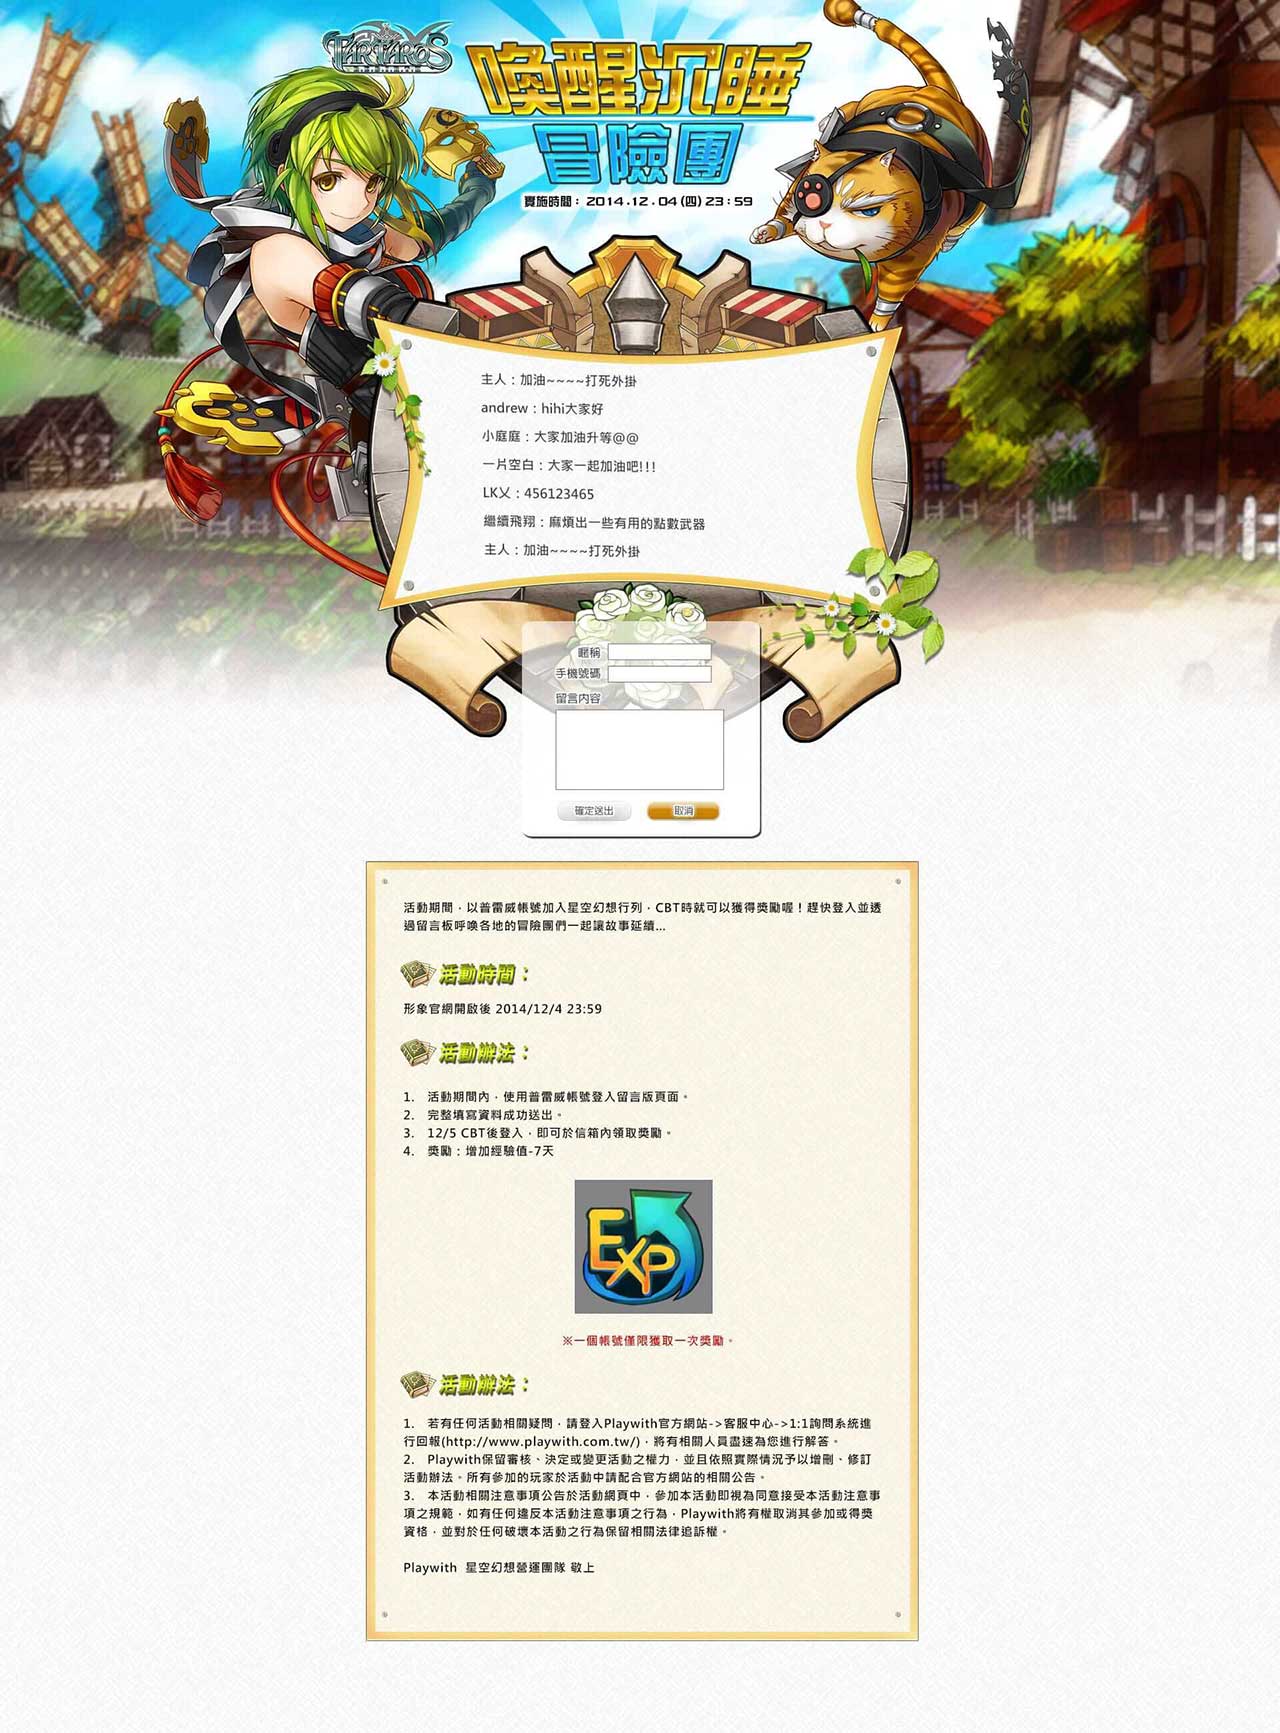 TARTAROS
喚醒沉睡
冒險團
實施時間： 2014.12.04(四)23:59
主人：加油~~~~打死外掛
andrew：hihi大家好
小庭庭：大家加油升等@@
一片空白：大家一起加油吧!!!
LK乂：456123465
繼續飛翔：麻煩出一些有用的點數武器
主人：加油~~~~打死外掛
暱稱
手機號碼
留言內容
確定送出 取消
活動期間，以普雷威帳號加入星空幻想行列，CBT時就可以獲得獎勵喔！趕快登入並透
過留言板呼喚各地的冒險團們一起讓故事延續...
活動時間：
形象官網開啟後 2014/12/4 23:59
活動辦法：
1. 活動期間內，使用普雷威帳號登入留言版頁面。
2. 完整填寫資料成功送出。
3. 12/5 CBT後登入，即可於信箱內領取獎勵。
4. 獎勵：增加經驗值-7天
EXP
※一個帳號僅限獲取一次獎勵。
活動辦法：
1. 若有任何活動相關疑問，請登入Playwith官方網站->客服中心->1:1詢問系統進
行回報(http://www.playwith.com.tw/)，將有相關人員盡速為您進行解答。
2. Playwith保留審核、決定或變更活動之權力，並且依照實際情況予以增刪、修訂
活動辦法。所有參加的玩家於活動中請配合官方網站的相關公告。
3. 本活動相關注意事項公告於活動網頁中，參加本活動即視為同意接受本活動注意事
項之規範，如有任何違反本活動注意事項之行為，Playwith將有權取消其參加或得獎
資格，並對於任何破壞本活動之行為保留相關法律追訴權。
Playwith 星空幻想營運團隊 敬上